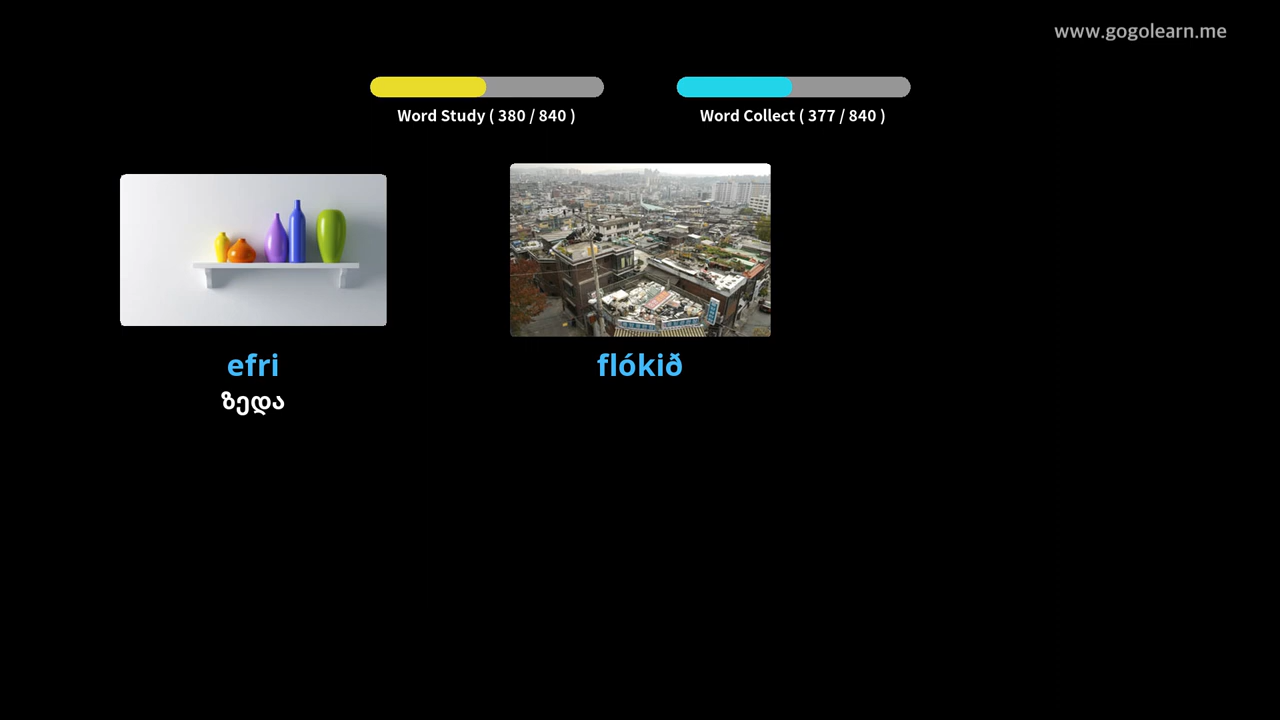 www.gogolearn.me
Word Study ( 380 / 840 )
Word Collect ( 377 / 840 )
efri
ზედა
flókið